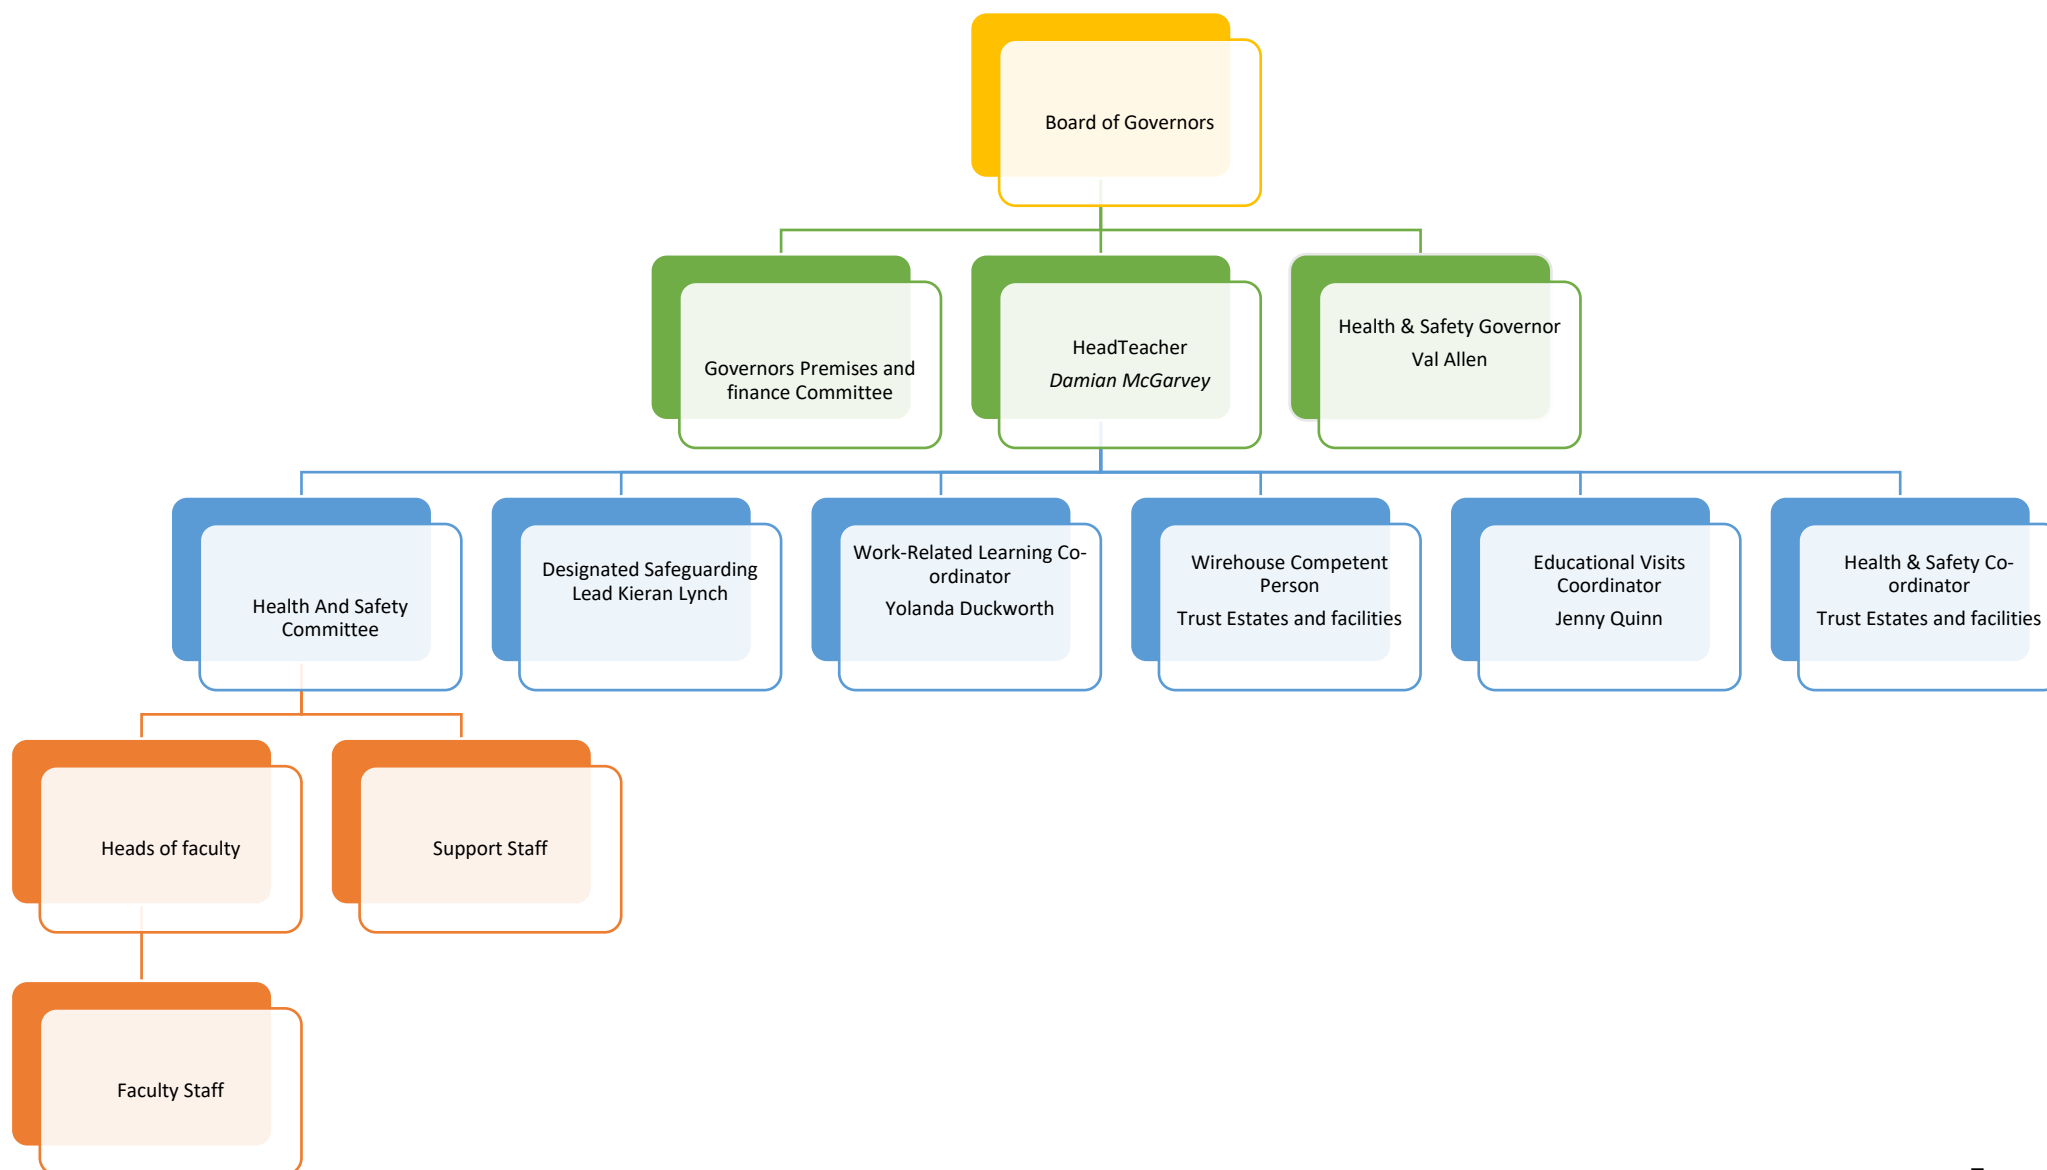 Board of Governors
Governors Premises and
finance Committee
HeadTeacher
Damian McGarvey
Health & Safety Governor
Val Allen
Health And Safety
Committee
Designated Safeguarding
Lead Kieran Lynch
Work-Related Learning Co-
ordinator
Yolanda Duckworth
Wirehouse Competent
Person
Trust Estates and facilities
Educational Visits
Coordinator
Jenny Quinn
Health & Safety Co-
ordinator
Trust Estates and facilities
Heads of faculty
Support Staff
Faculty Staff